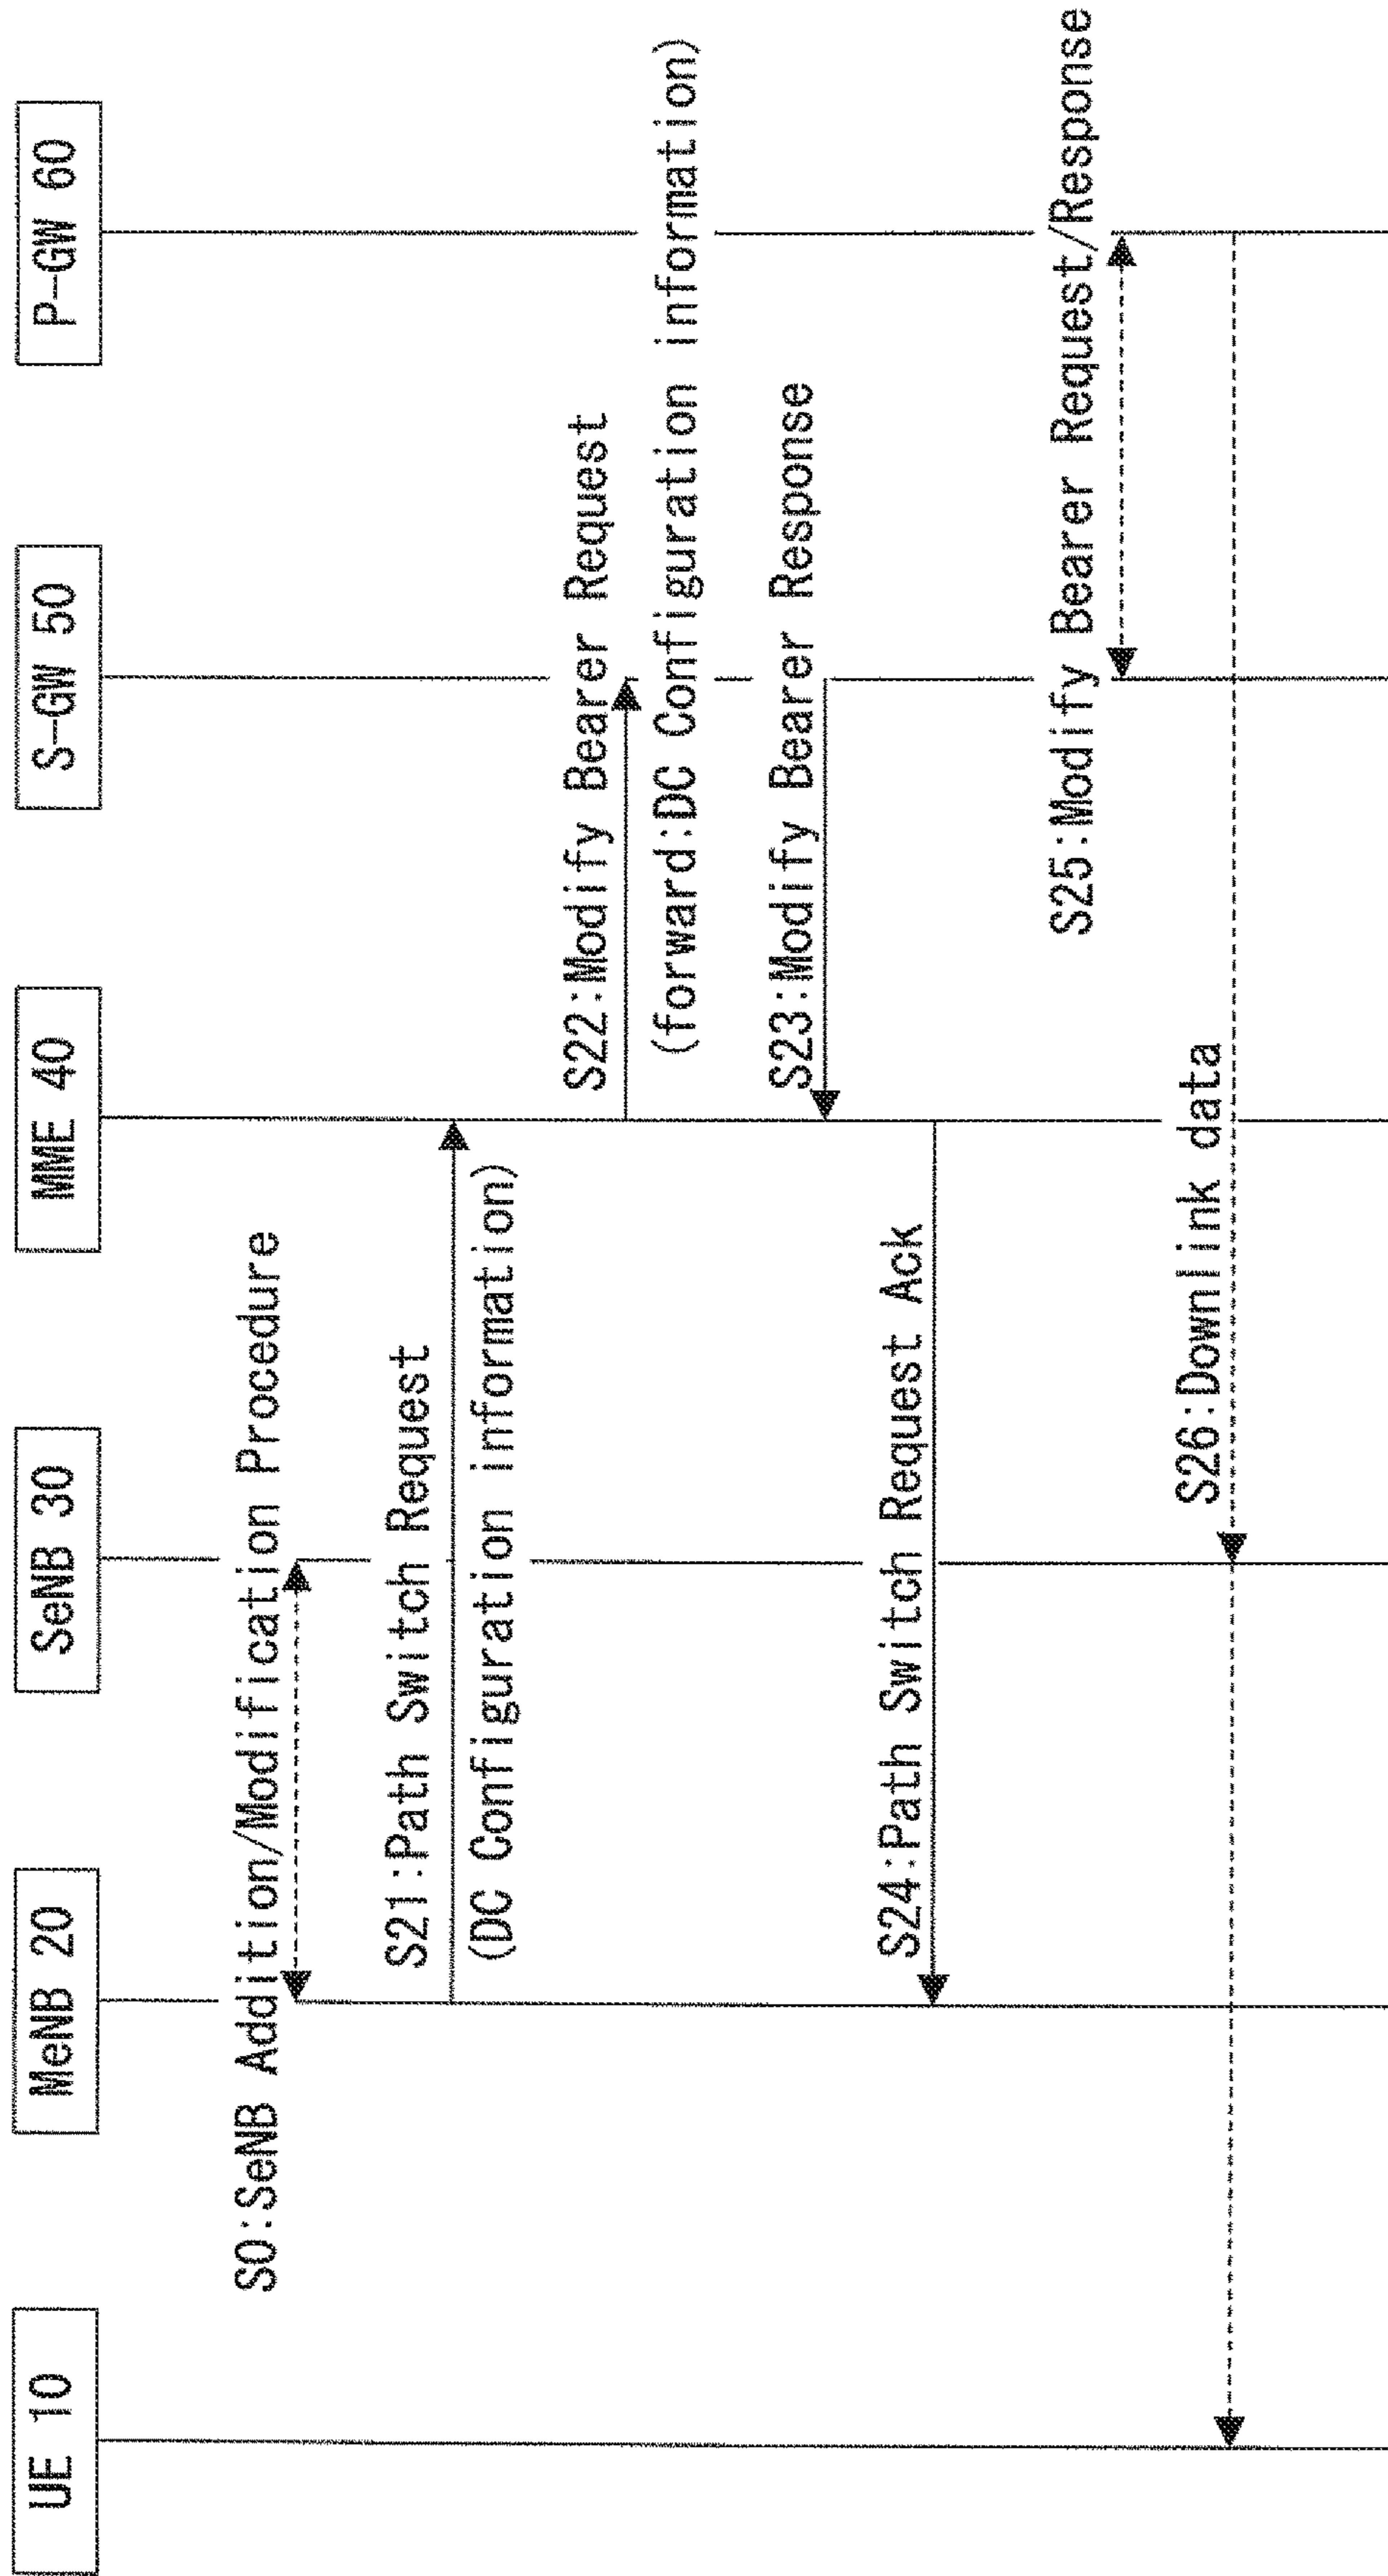 UE 10
MeNB 20
SeNB 30
MME 40
S-GW 50
P-GW 60
S0:SeNB Addition/Modification Procedure
S21:Path Switch Request
(DC Configuration information)
S22:Modify Bearer Request
(forward:DC Configuration information)
S23:Modify Bearer Response
S24:Path Switch Request Ack
S25:Modify Bearer Request/Response
S26:Downlink data